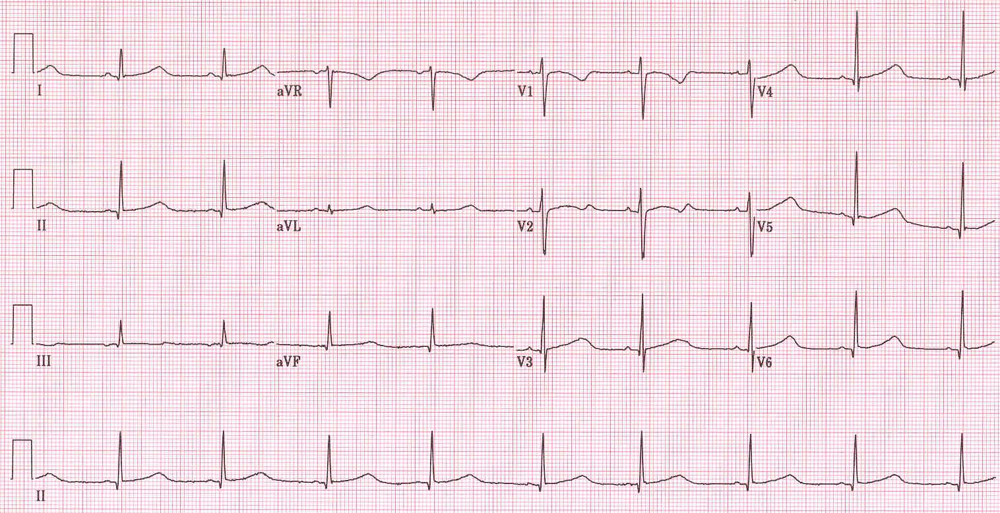 I aVR V1 V4
II aVL V2 V5
III aVF V3 V6
II